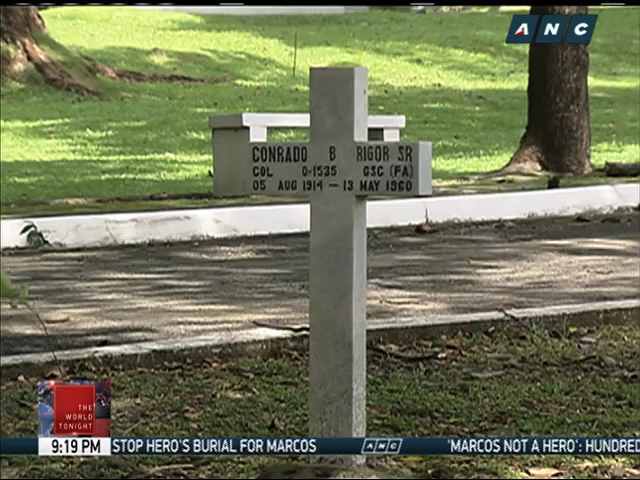 ANC
CONRADO B RIGOR SR
COL O-1535 GSC (FA)
05 AUG 1914 — 13 MAY 1960
THE
WORLD
TONIGHT
9:19 PM STOP HERO'S BURIAL FOR MARCOS ANC 'MARCOS NOT A HERO': HUNDRED